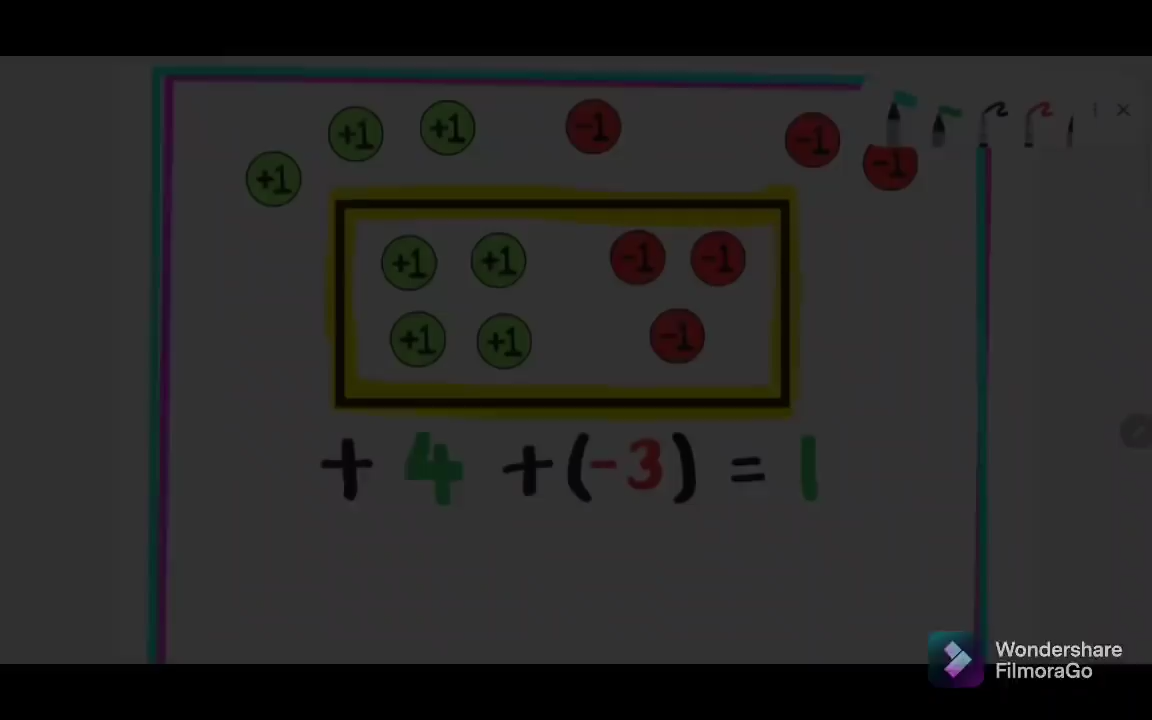 +1 +1 -1 -1
+1 -1
+1 +1 -1 -1
+1 +1 -1
+ 4 + (-3) = 1
Wondershare
FilmoraGo